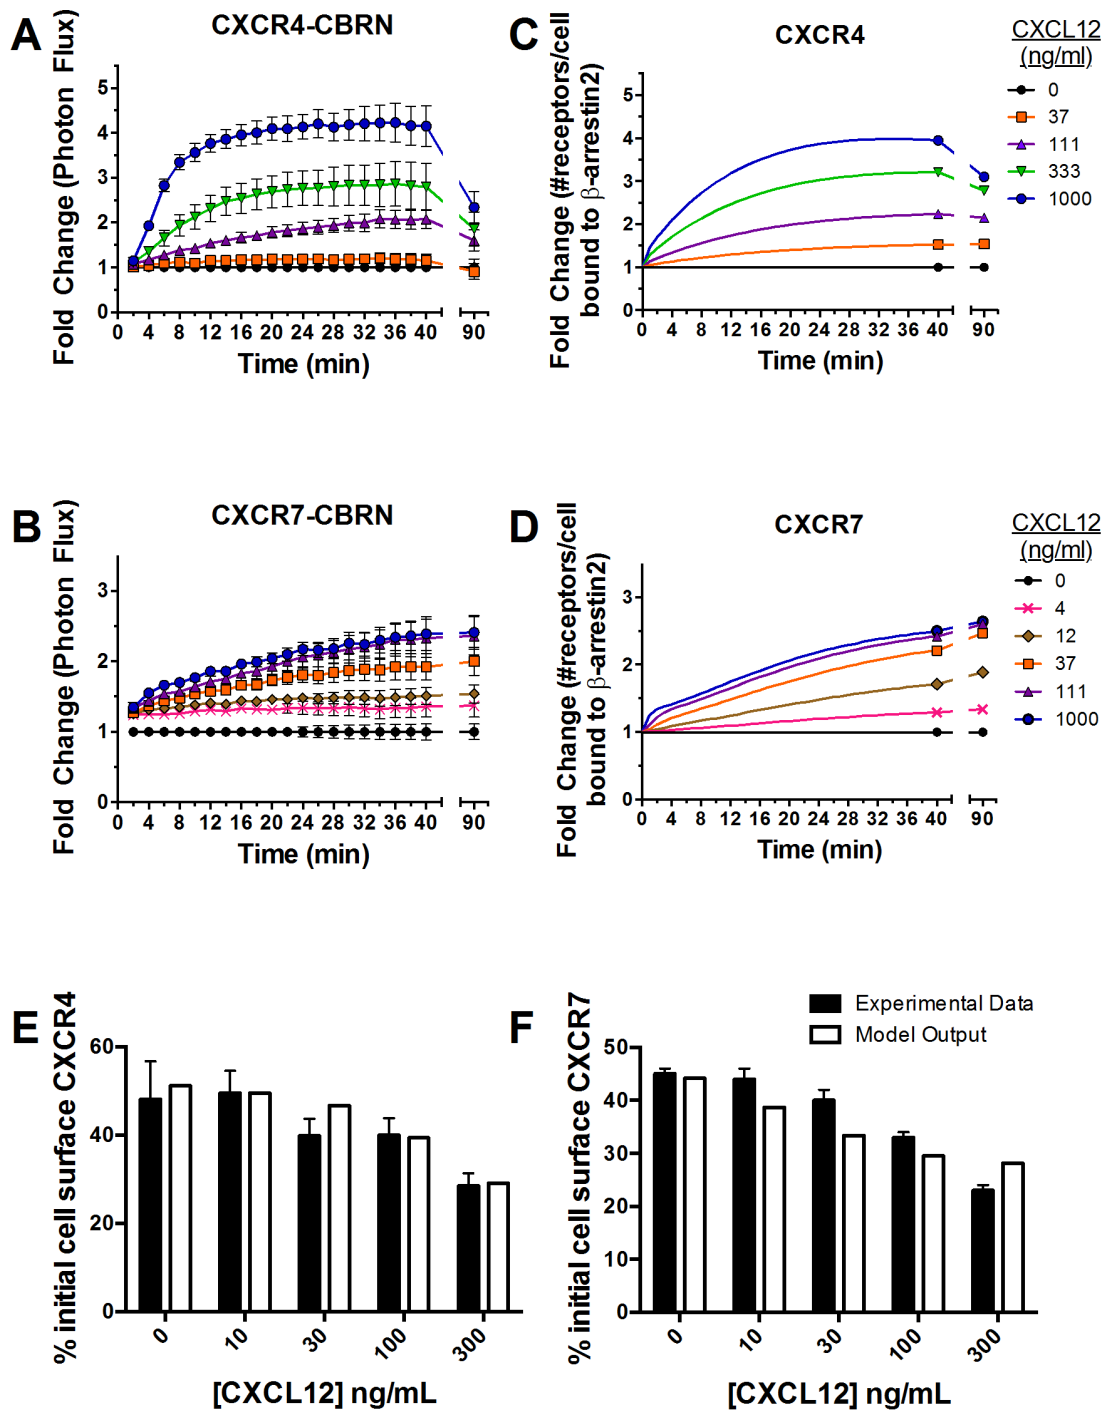 A
CXCR4-CBRN
Fold Change (Photon Flux)
5
4
3
2
1
0
0 4 8 12 16 20 24 28 32 36 40 90
Time (min)
C
CXCR4
Fold Change (#receptors/cell
bound to β-arrestin2)
5
4
3
2
1
0
0 4 8 12 16 20 24 28 32 36 40 90
Time (min)
CXCL12
(ng/ml)
0
37
111
333
1000
B
CXCR7-CBRN
Fold Change (Photon Flux)
3
2
1
0
0 4 8 12 16 20 24 28 32 36 40 90
Time (min)
D
CXCR7
Fold Change (#receptors/cell
bound to β-arrestin2)
3
2
1
0
0 4 8 12 16 20 24 28 32 36 40 90
Time (min)
CXCL12
(ng/ml)
0
4
12
37
111
1000
E
% initial cell surface CXCR4
60
40
20
0
0 10 30 100 300
[CXCL12] ng/mL
F
% initial cell surface CXCR7
Experimental Data
Model Output
50
40
30
20
10
0
0 10 30 100 300
[CXCL12] ng/mL